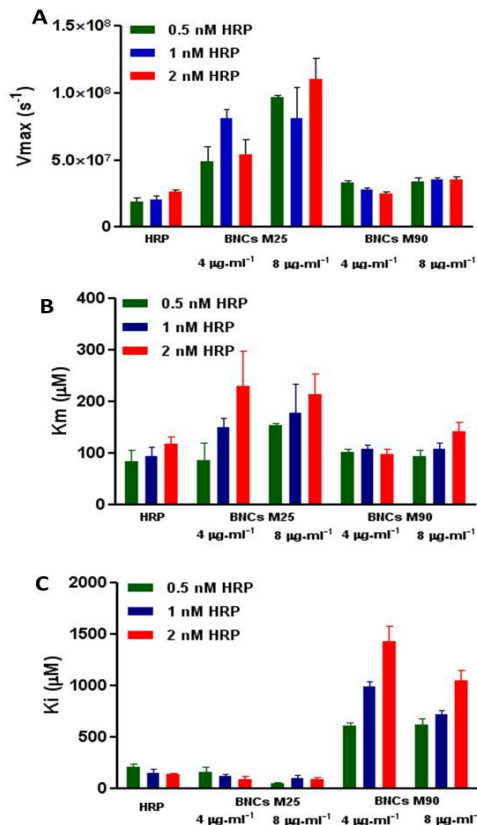 A
0.5 nM HRP
1 nM HRP
2 nM HRP
Vmax (s⁻¹)
1.5×10⁸
1.0×10⁸
5.0×10⁷
0
HRP BNCs M25 BNCs M90
4 µg.ml⁻¹ 8 µg.ml⁻¹ 4 µg.ml⁻¹ 8 µg.ml⁻¹
B
0.5 nM HRP
1 nM HRP
2 nM HRP
Km (µM)
400
300
200
100
0
HRP BNCs M25 BNCs M90
4 µg.ml⁻¹ 8 µg.ml⁻¹ 4 µg.ml⁻¹ 8 µg.ml⁻¹
C
0.5 nM HRP
1 nM HRP
2 nM HRP
Ki (µM)
2000
1500
1000
500
0
HRP BNCs M25 BNCs M90
4 µg.ml⁻¹ 8 µg.ml⁻¹ 4 µg.ml⁻¹ 8 µg.ml⁻¹